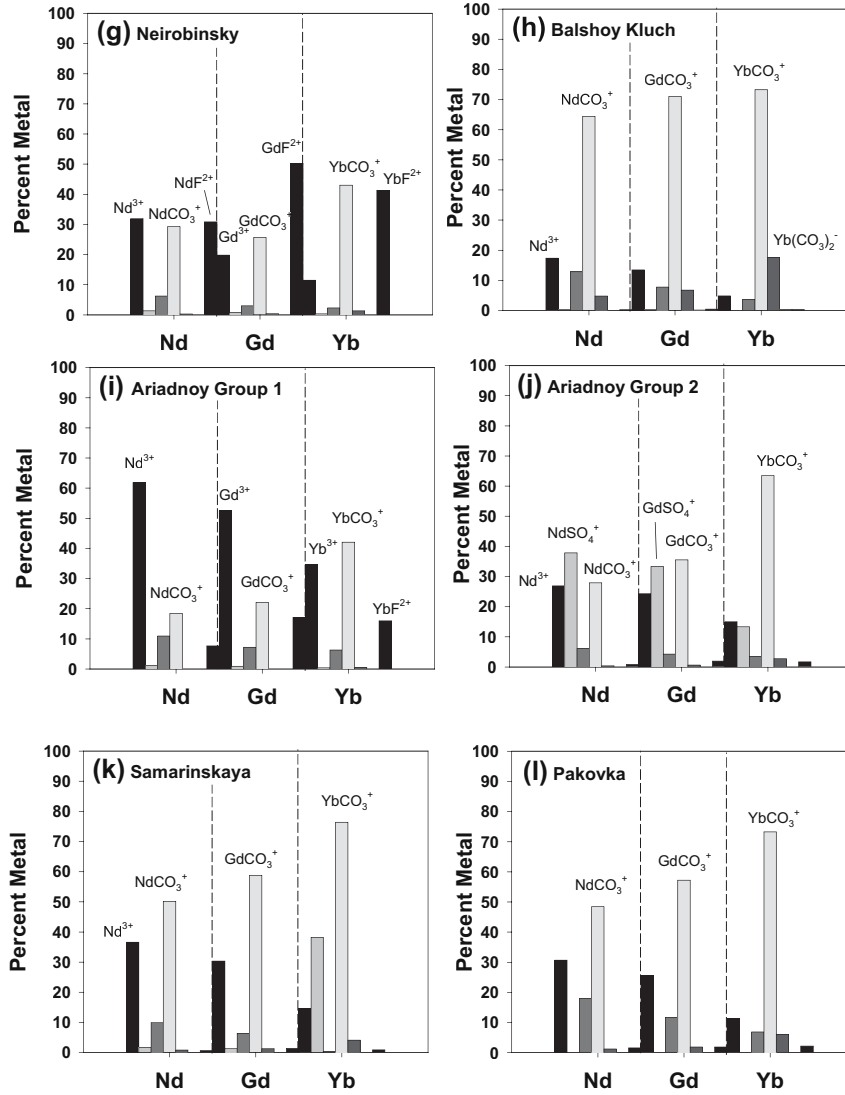 (g) Neirobinsky
Percent Metal
100
90
80
70
60
50
40
30
20
10
0
Nd³⁺
NdCO₃⁺
NdF²⁺
Gd³⁺
GdCO₃⁺
GdF²⁺
YbCO₃⁺
YbF²⁺
Nd Gd Yb
(h) Balshoy Kluch
Percent Metal
100
90
80
70
60
50
40
30
20
10
0
Nd³⁺
NdCO₃⁺
GdCO₃⁺
YbCO₃⁺
Yb(CO₃)₂⁻
Nd Gd Yb
(i) Ariadnoy Group 1
Percent Metal
100
90
80
70
60
50
40
30
20
10
0
Nd³⁺
NdCO₃⁺
Gd³⁺
GdCO₃⁺
Yb³⁺
YbCO₃⁺
YbF²⁺
Nd Gd Yb
(j) Ariadnoy Group 2
Percent Metal
100
90
80
70
60
50
40
30
20
10
0
Nd³⁺
NdSO₄⁺
NdCO₃⁺
GdSO₄⁺
GdCO₃⁺
YbCO₃⁺
Nd Gd Yb
(k) Samarinskaya
Percent Metal
100
90
80
70
60
50
40
30
20
10
0
Nd³⁺
NdCO₃⁺
GdCO₃⁺
YbCO₃⁺
Nd Gd Yb
(l) Pakovka
Percent Metal
100
90
80
70
60
50
40
30
20
10
0
NdCO₃⁺
GdCO₃⁺
YbCO₃⁺
Nd Gd Yb